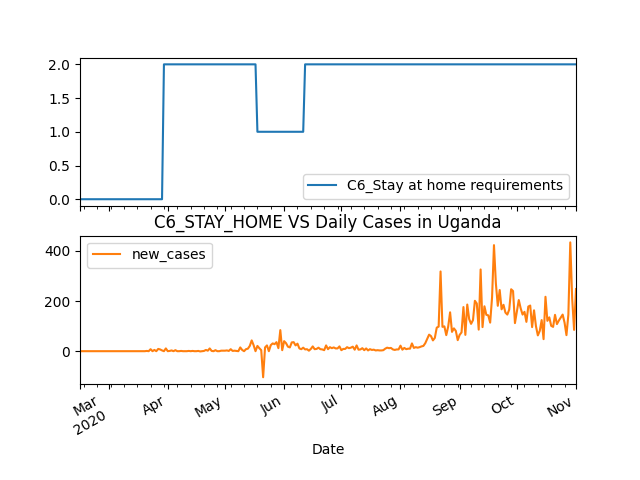 2.0
1.5
1.0
0.5
0.0
C6_Stay at home requirements
C6_STAY_HOME VS Daily Cases in Uganda
400
200
0
new_cases
Mar
2020
Apr
May
Jun
Jul
Aug
Sep
Oct
Nov
Date